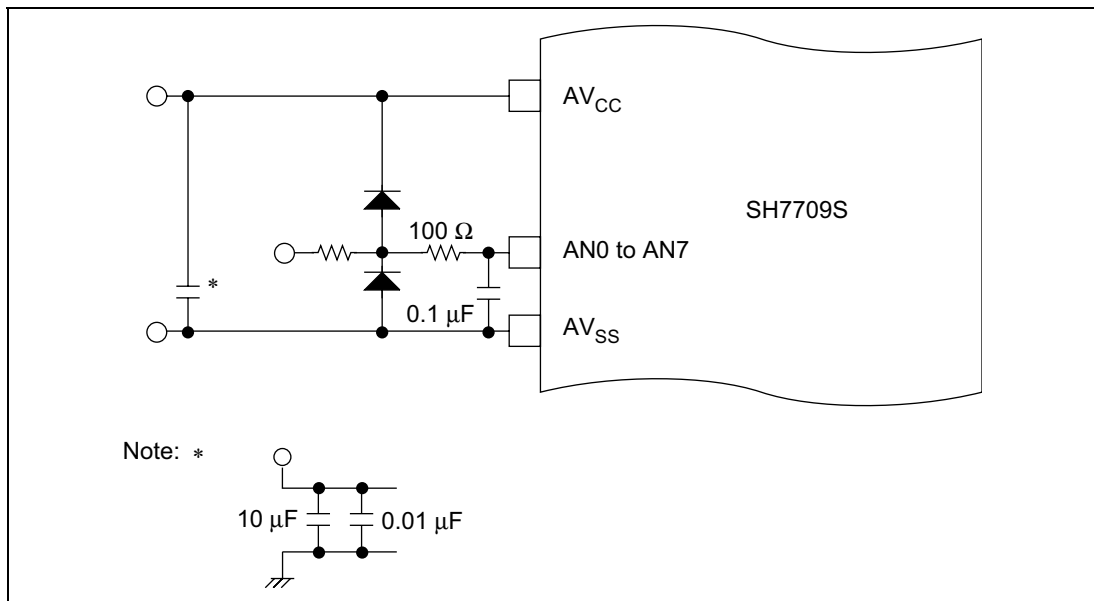 AVCC
SH7709S
100 Ω
AN0 to AN7
*
0.1 μF
AVSS
Note: *
10 μF 0.01 μF